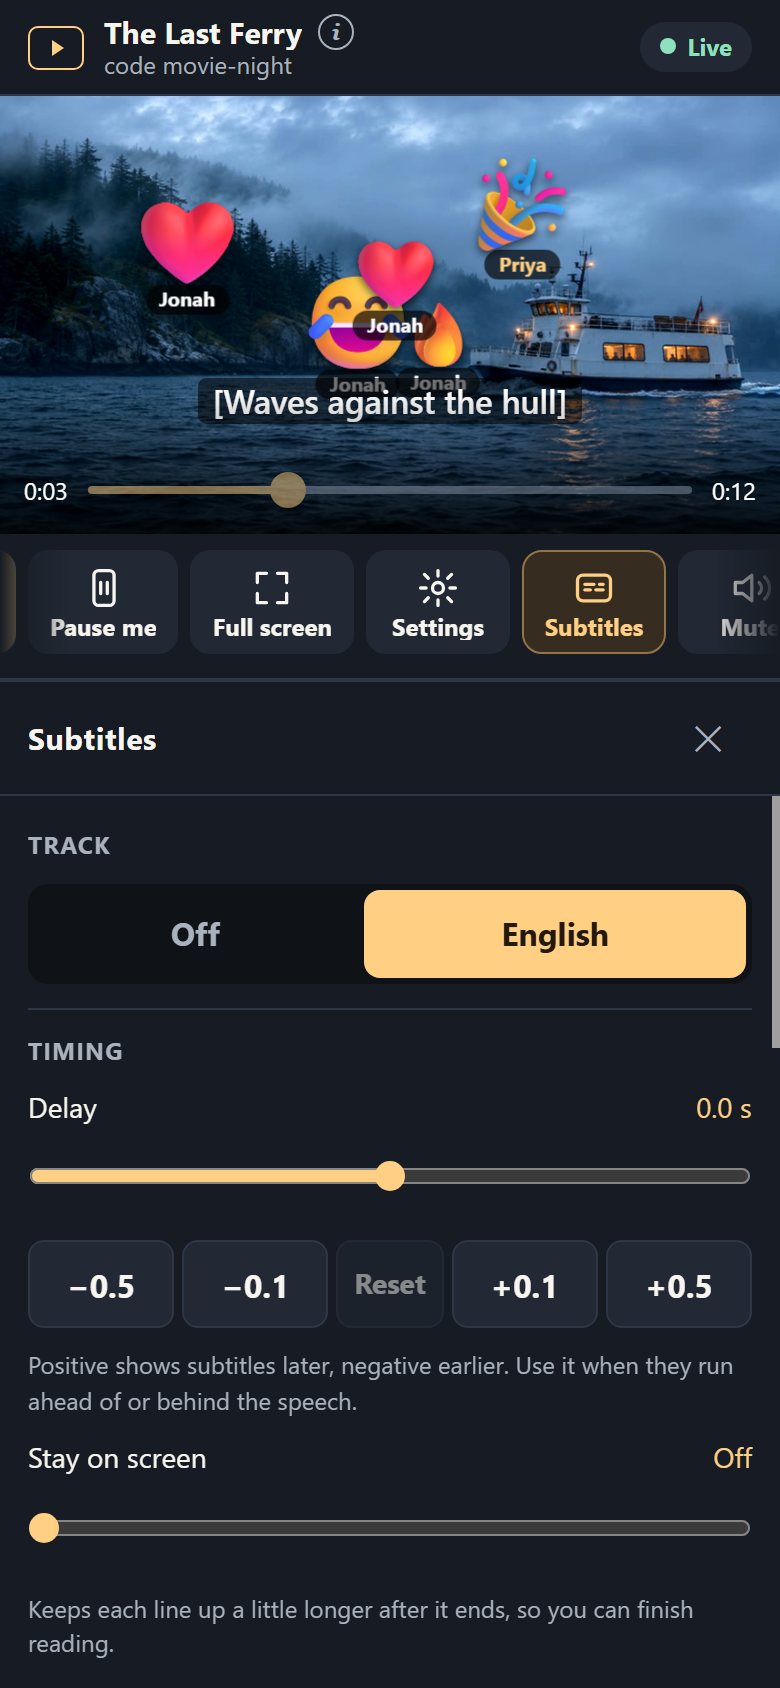 The Last Ferry
code movie-night
Live
Priya
Jonah
Jonah
Jonah
Jonah
[Waves against the hull]
0:03
0:12
Pause me
Full screen
Settings
Subtitles
Mute
Subtitles
TRACK
Off
English
TIMING
Delay
0.0 s
−0.5
−0.1
Reset
+0.1
+0.5
Positive shows subtitles later, negative earlier. Use it when they run
ahead of or behind the speech.
Stay on screen
Off
Keeps each line up a little longer after it ends, so you can finish
reading.